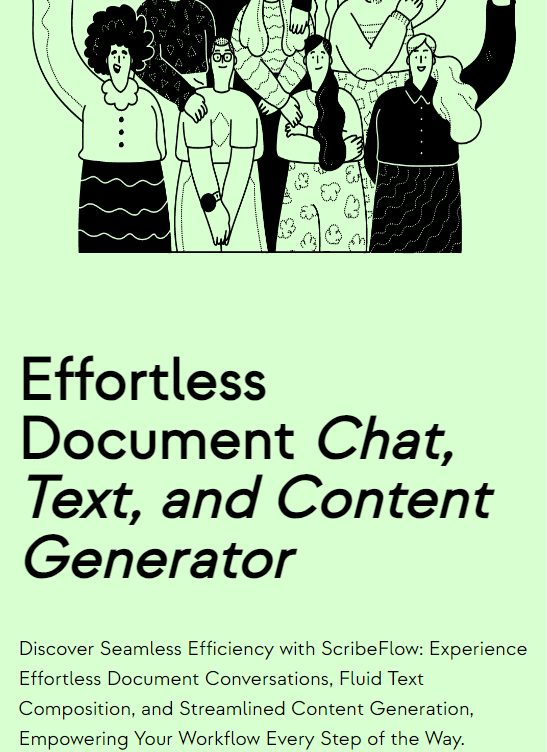 Effortless
Document Chat,
Text, and Content
Generator
Discover Seamless Efficiency with ScribeFlow: Experience
Effortless Document Conversations, Fluid Text
Composition, and Streamlined Content Generation,
Empowering Your Workflow Every Step of the Way.